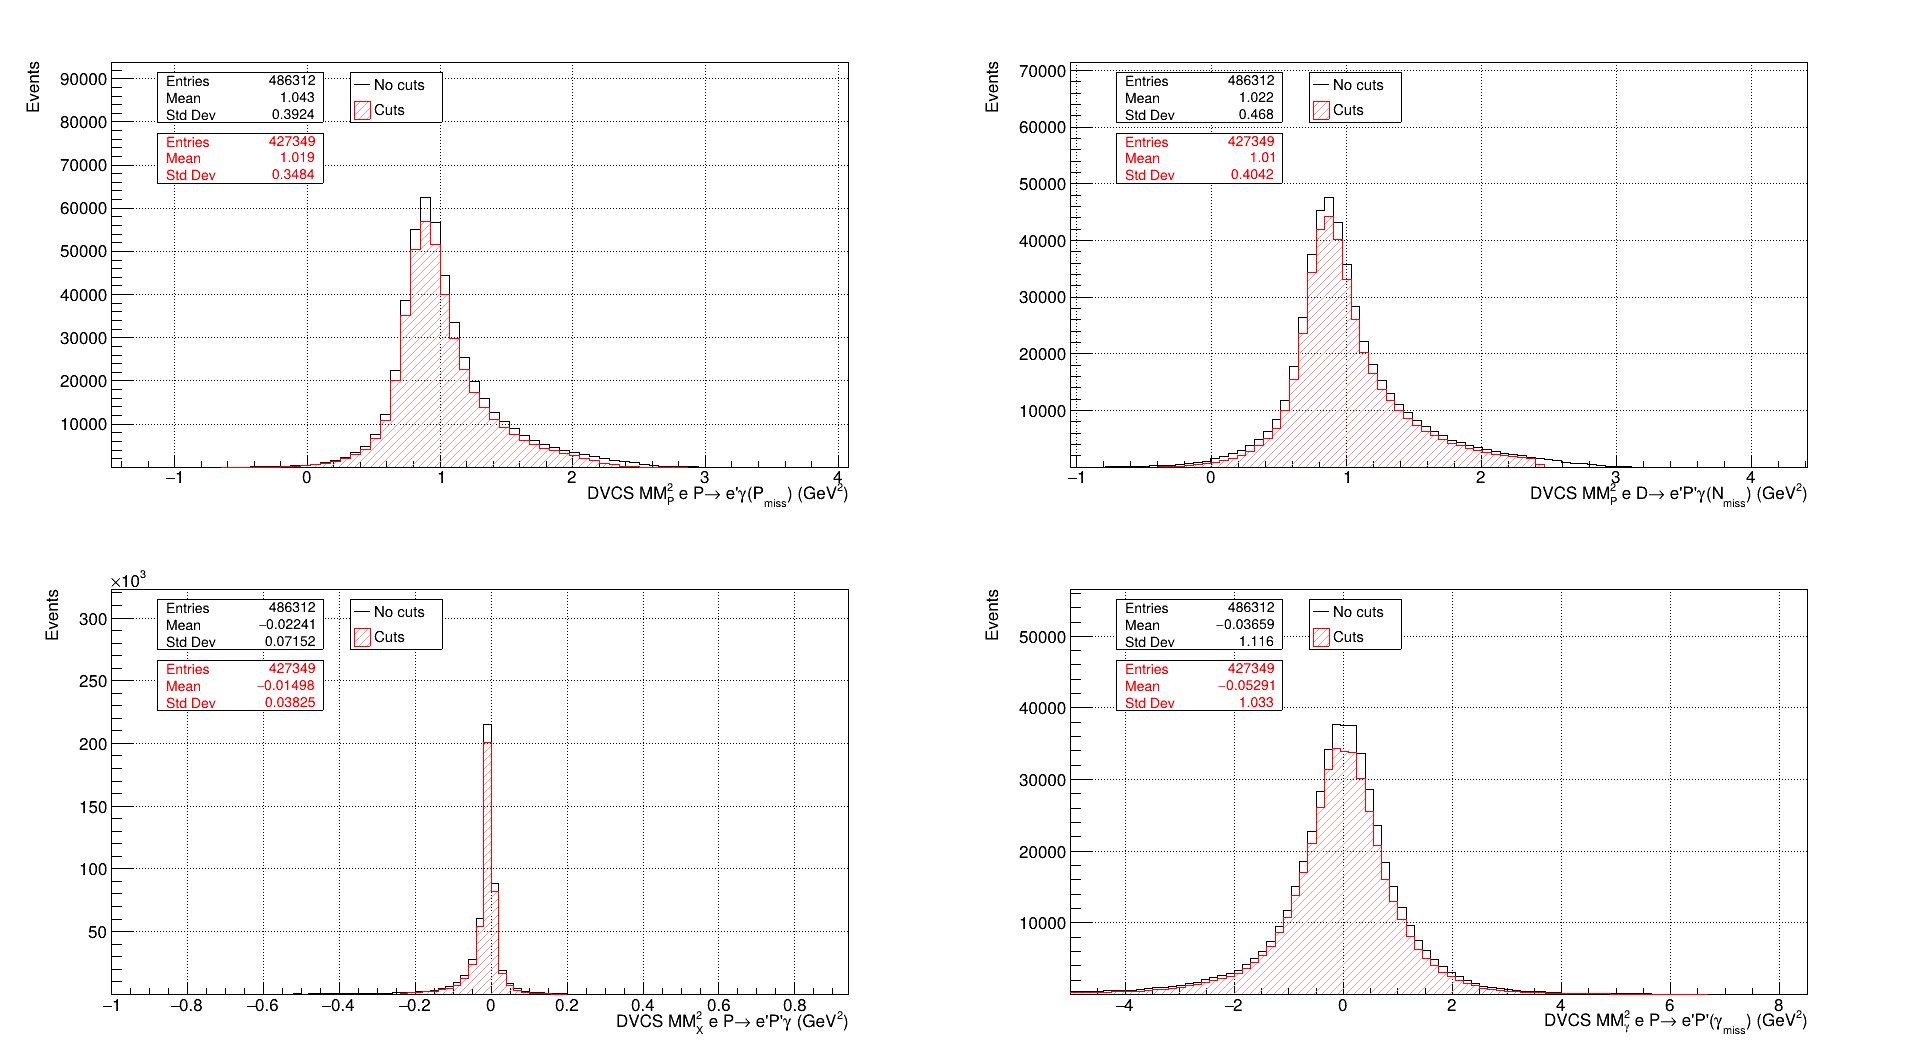 Events
90000
80000
70000
60000
50000
40000
30000
20000
10000
Entries 486312
Mean 1.043
Std Dev 0.3924
Entries 427349
Mean 1.019
Std Dev 0.3484
No cuts
Cuts
−1 0 1 2 3 4
DVCS MM²_P e P→ e'γ(P_miss) (GeV²)
Events
70000
60000
50000
40000
30000
20000
10000
Entries 486312
Mean 1.022
Std Dev 0.468
Entries 427349
Mean 1.01
Std Dev 0.4042
No cuts
Cuts
−1 0 1 2 3 4
DVCS MM²_P e D→ e'P'γ(N_miss) (GeV²)
×10³
Events
300
250
200
150
100
50
Entries 486312
Mean −0.02241
Std Dev 0.07152
Entries 427349
Mean −0.01498
Std Dev 0.03825
No cuts
Cuts
−1 −0.8 −0.6 −0.4 −0.2 0 0.2 0.4 0.6 0.8
DVCS MM²_X e P→ e'P'γ (GeV²)
Events
50000
40000
30000
20000
10000
Entries 486312
Mean −0.03659
Std Dev 1.116
Entries 427349
Mean −0.05291
Std Dev 1.033
No cuts
Cuts
−4 −2 0 2 4 6 8
DVCS MM²_γ e P→ e'P'(γ_miss) (GeV²)